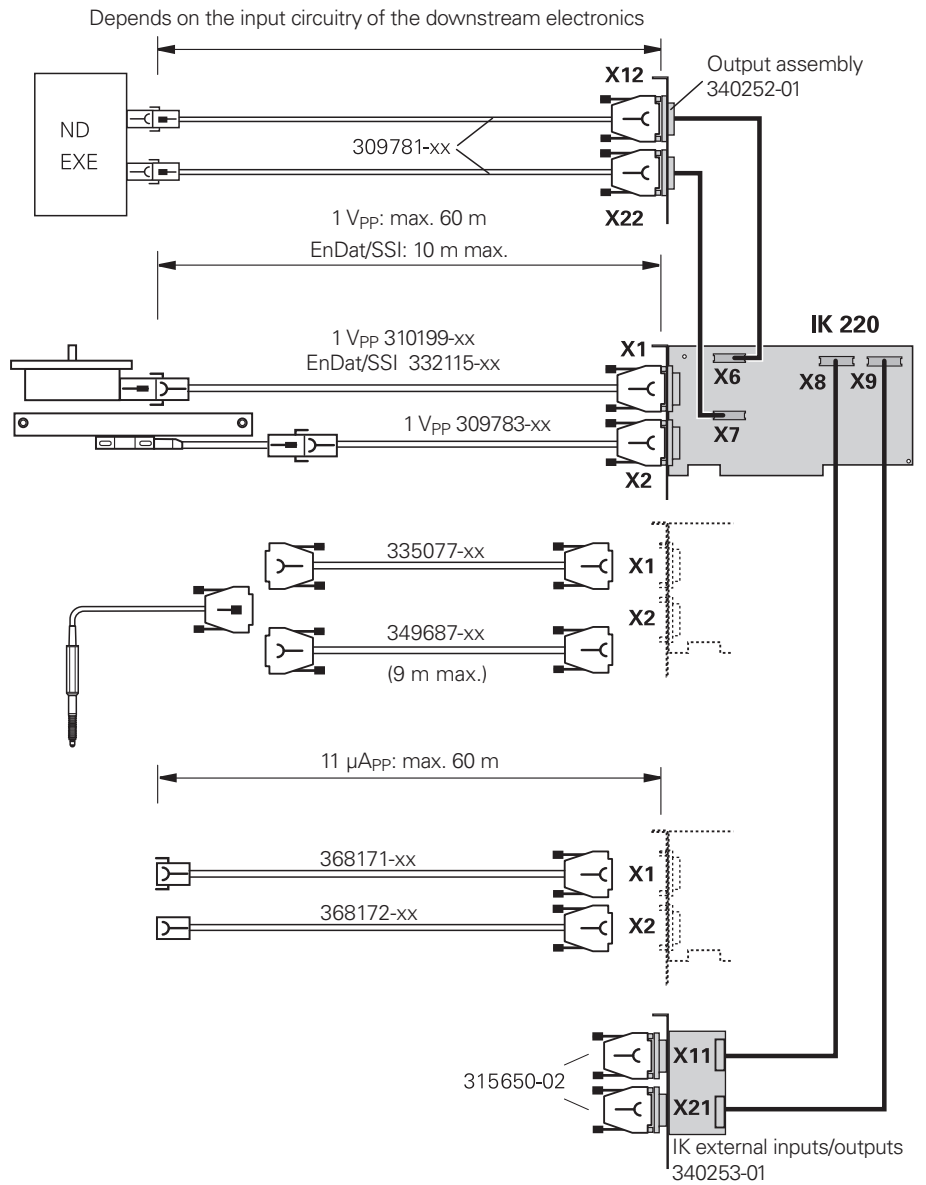 Depends on the input circuitry of the downstream electronics
X12
Output assembly
340252-01
ND
EXE
309781-xx
X22
1 VPP: max. 60 m
EnDat/SSI: 10 m max.
IK 220
1 VPP 310199-xx
EnDat/SSI 332115-xx
X1
X6
X8
X9
1 VPP 309783-xx
X7
X2
335077-xx
X1
X2
349687-xx
(9 m max.)
11 µAPP: max. 60 m
368171-xx
X1
368172-xx
X2
X11
315650-02
X21
IK external inputs/outputs
340253-01